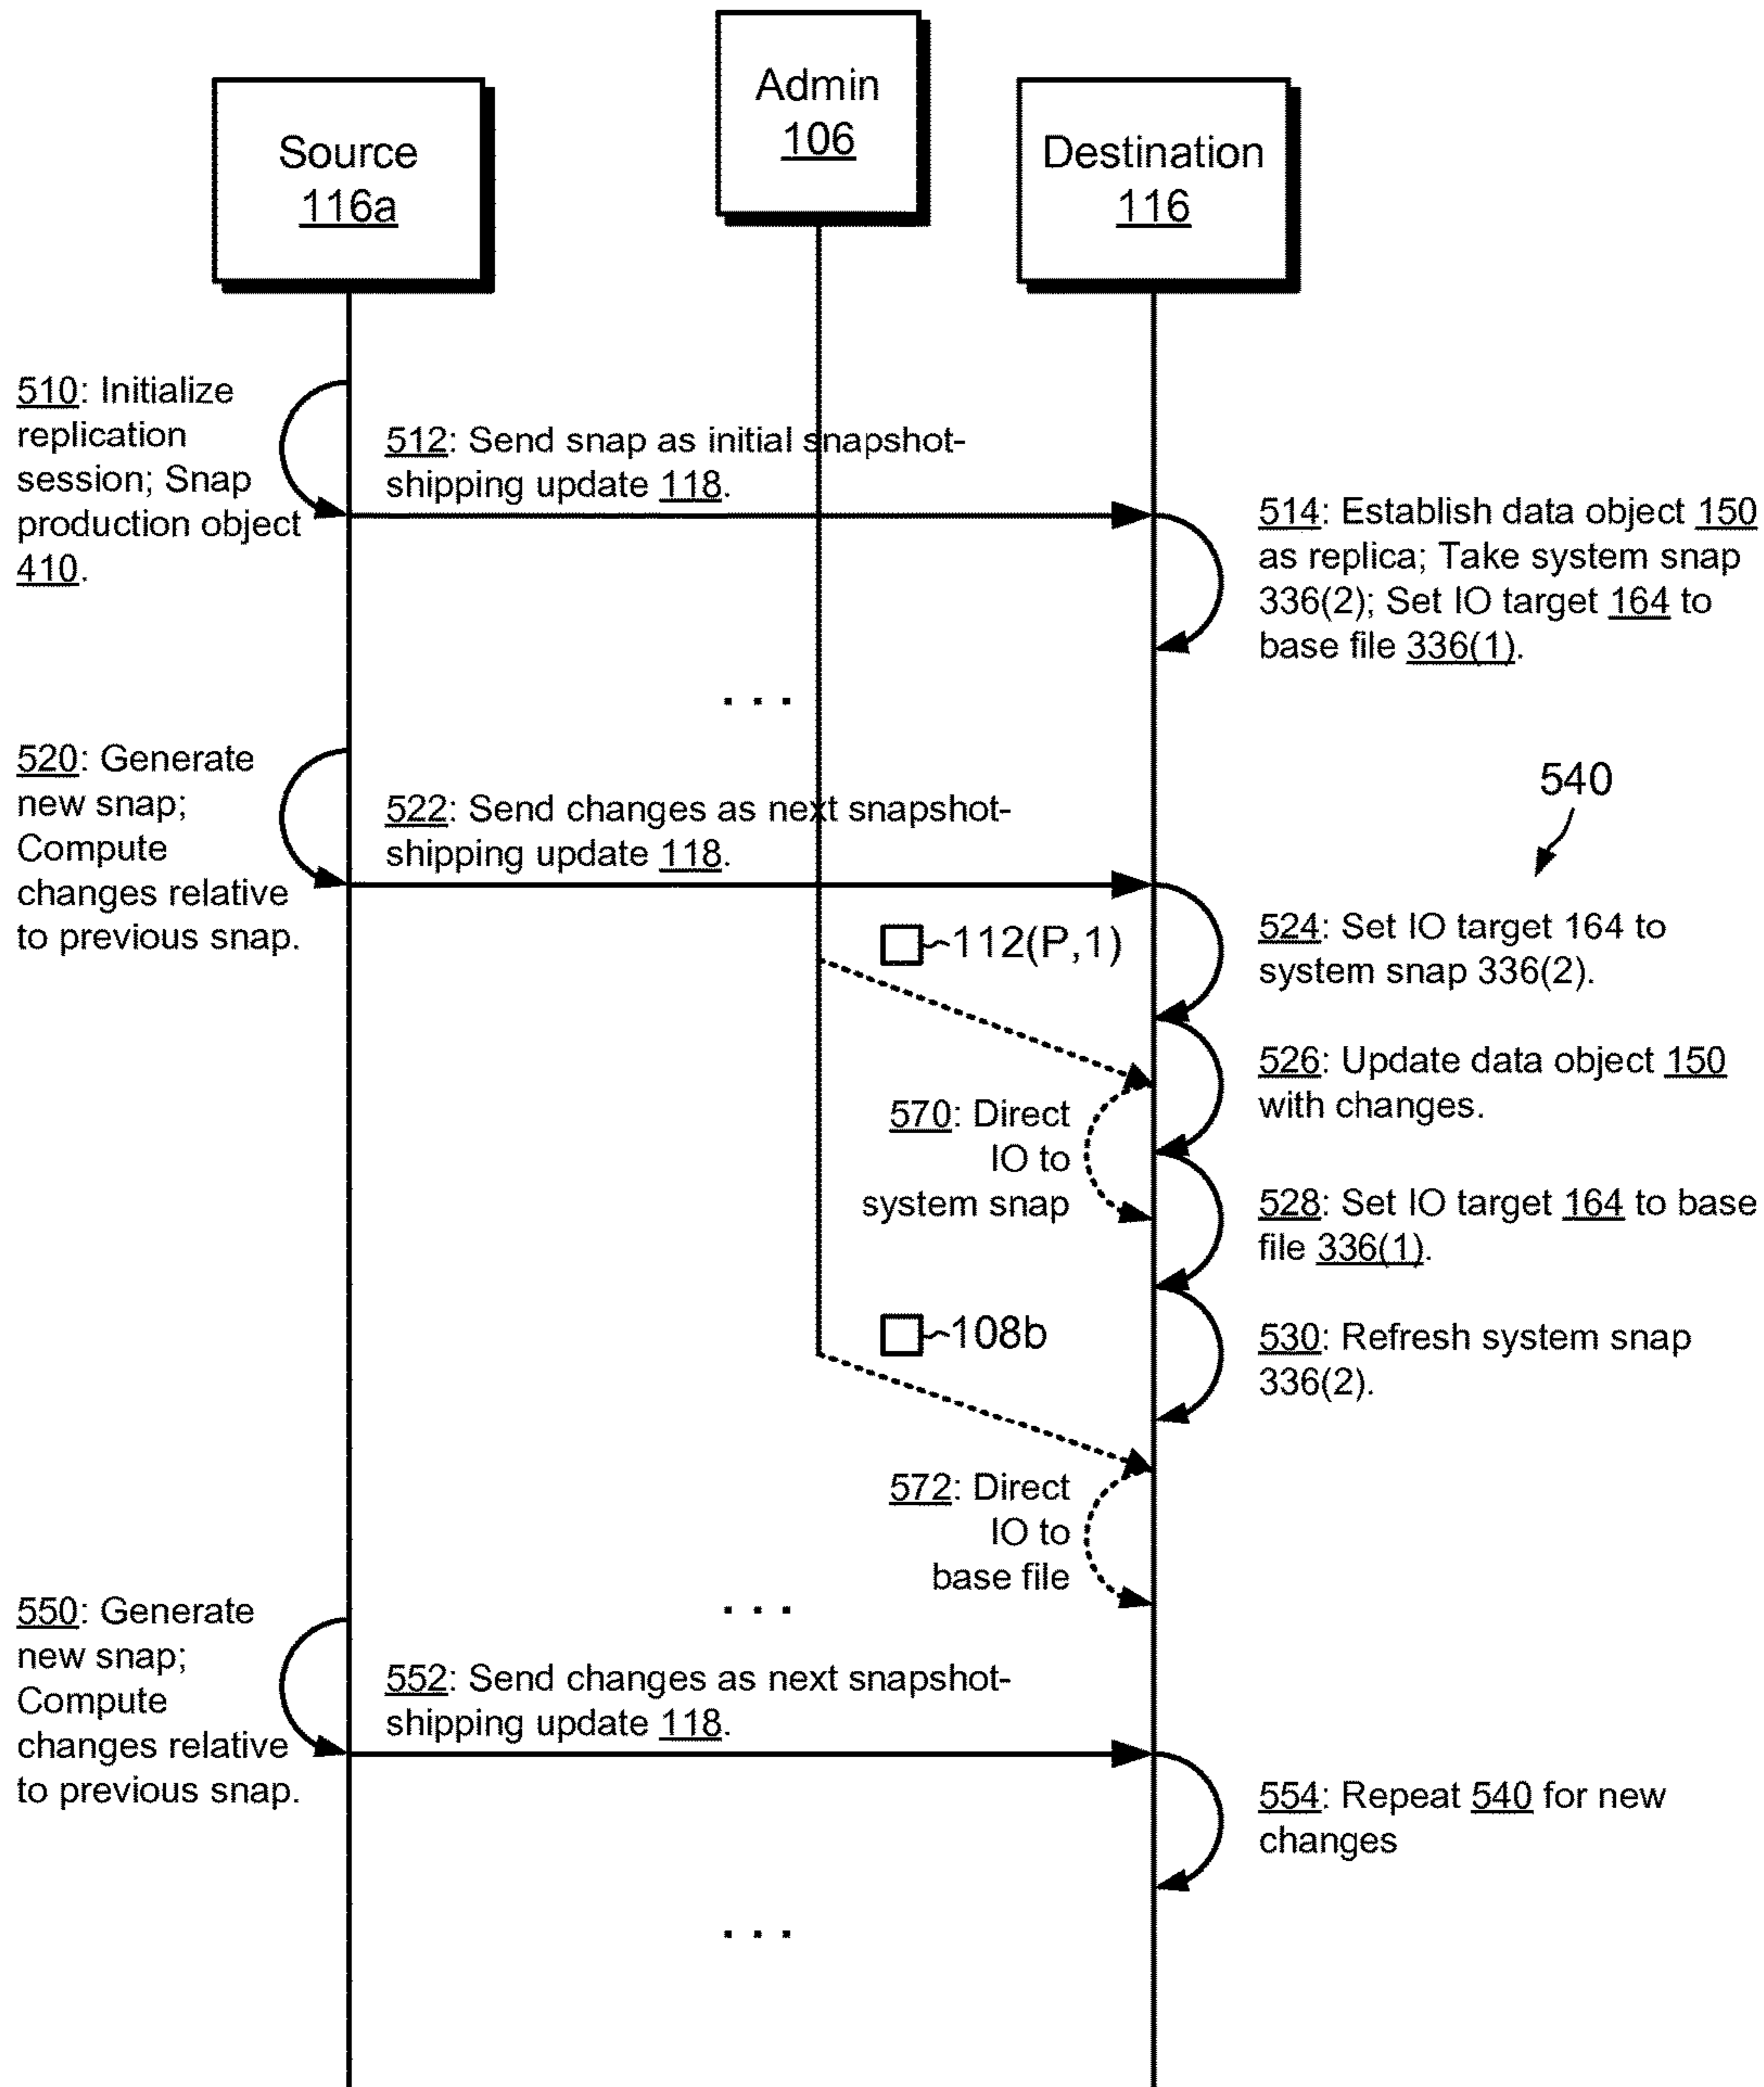 Admin
106
Source
116a
Destination
116
510: Initialize
replication
session; Snap
production object
410.
512: Send snap as initial snapshot-
shipping update 118.
514: Establish data object 150
as replica; Take system snap
336(2); Set IO target 164 to
base file 336(1).
. . .
520: Generate
new snap;
Compute
changes relative
to previous snap.
522: Send changes as next snapshot-
shipping update 118.
540
112(P,1)
524: Set IO target 164 to
system snap 336(2).
526: Update data object 150
with changes.
570: Direct
IO to
system snap
528: Set IO target 164 to base
file 336(1).
108b
530: Refresh system snap
336(2).
572: Direct
IO to
base file
. . .
550: Generate
new snap;
Compute
changes relative
to previous snap.
552: Send changes as next snapshot-
shipping update 118.
554: Repeat 540 for new
changes
. . .